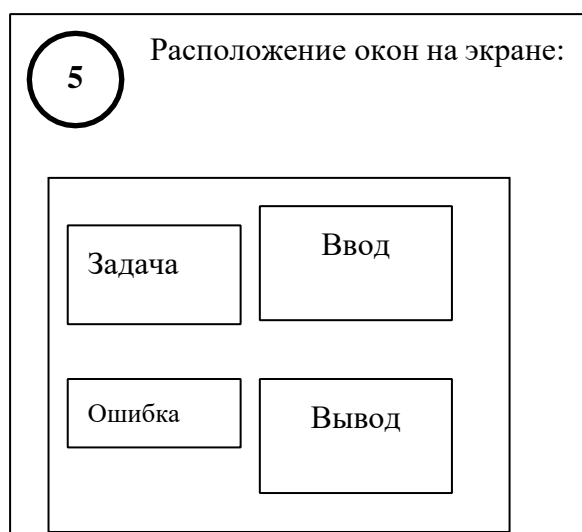 5
Расположение окон на экране:
Задача
Ввод
Ошибка
Вывод